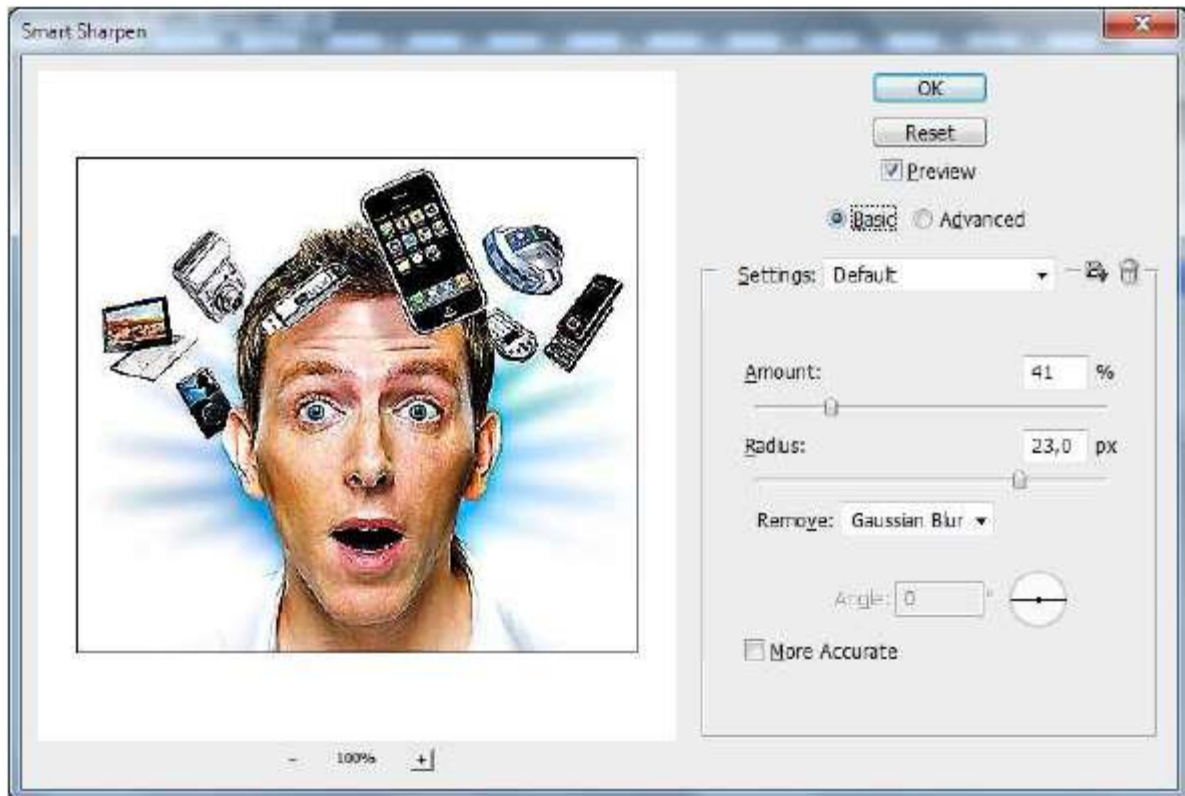 Smart Sharpen
OK
Reset
Preview
Basic Advanced
Settings: Default
Amount: 41 %
Radius: 23,0 px
Remove: Gaussian Blur
Angle: 0 °
More Accurate
- 100% +